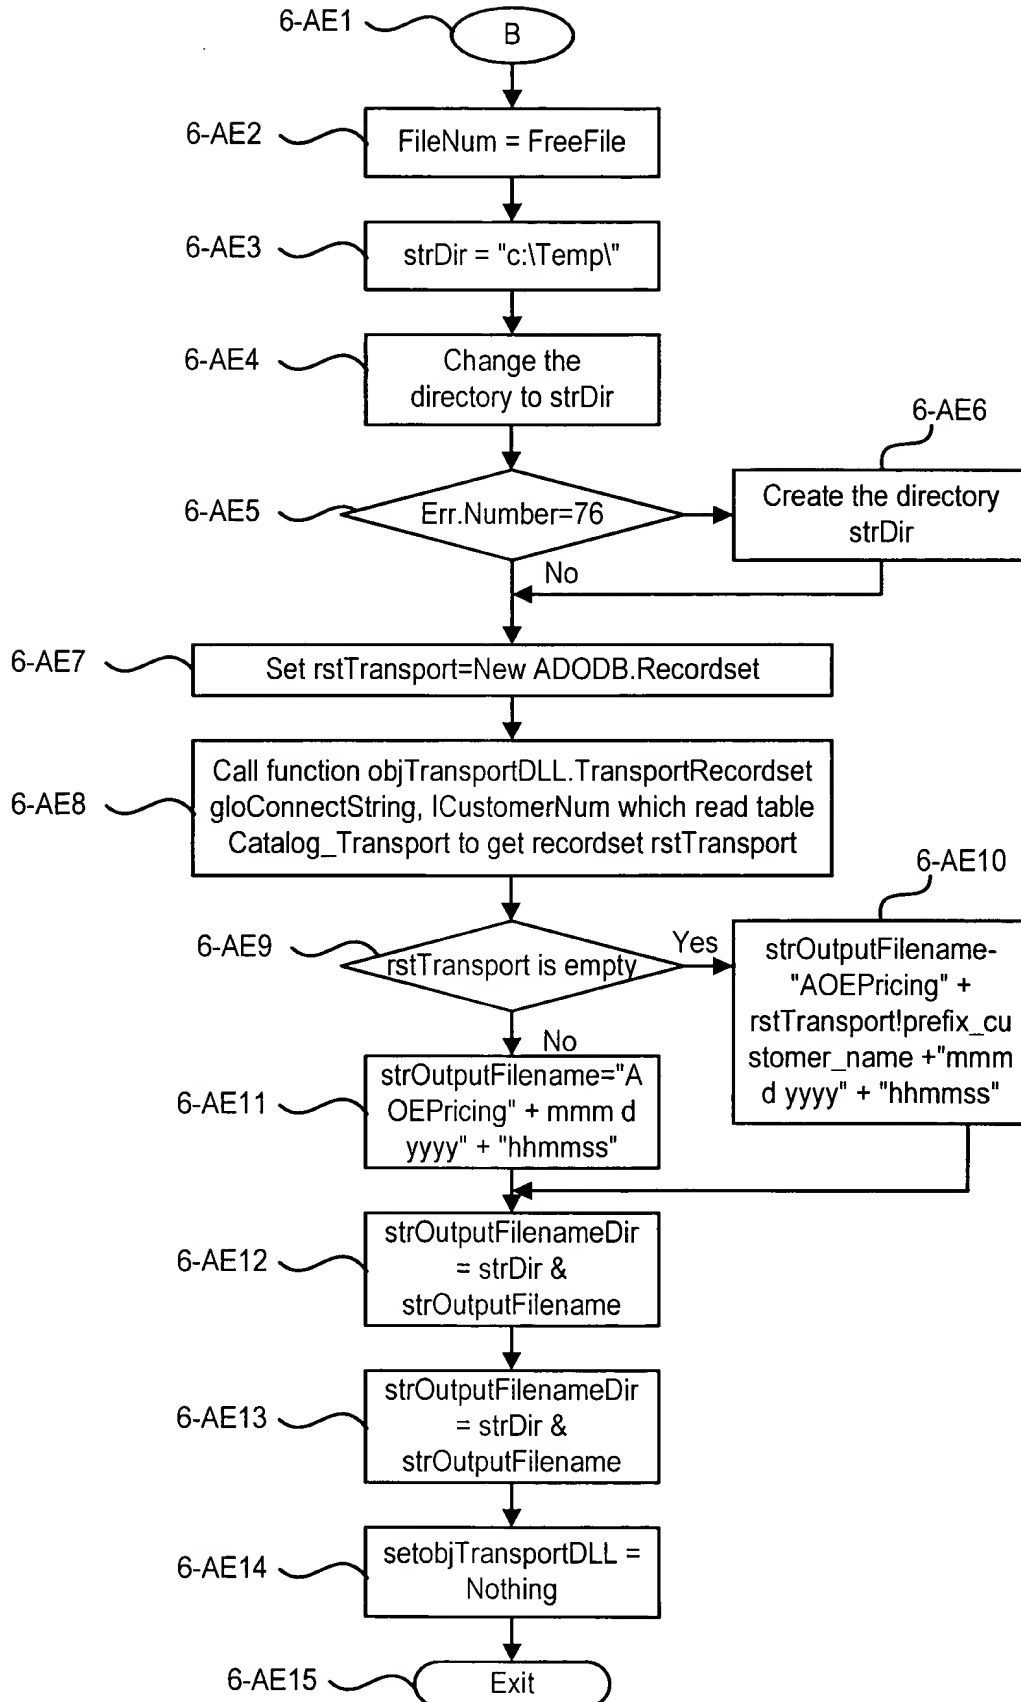 6-AE1
B
6-AE2
FileNum = FreeFile
6-AE3
strDir = "c:\Temp\"
6-AE4
Change the
directory to strDir
6-AE5
Err.Number=76
6-AE6
Create the directory
strDir
No
6-AE7
Set rstTransport=New ADODB.Recordset
6-AE8
Call function objTransportDLL.TransportRecordset
gloConnectString, lCustomerNum which read table
Catalog_Transport to get recordset rstTransport
6-AE9
rstTransport is empty
Yes
6-AE10
strOutputFilename-
"AOEPricing" +
rstTransport!prefix_cu
stomer_name +"mmm
d yyyy" + "hhmmss"
No
6-AE11
strOutputFilename="A
OEPricing" + mmm d
yyyy" + "hhmmss"
6-AE12
strOutputFilenameDir
= strDir &
strOutputFilename
6-AE13
strOutputFilenameDir
= strDir &
strOutputFilename
6-AE14
setobjTransportDLL =
Nothing
6-AE15
Exit